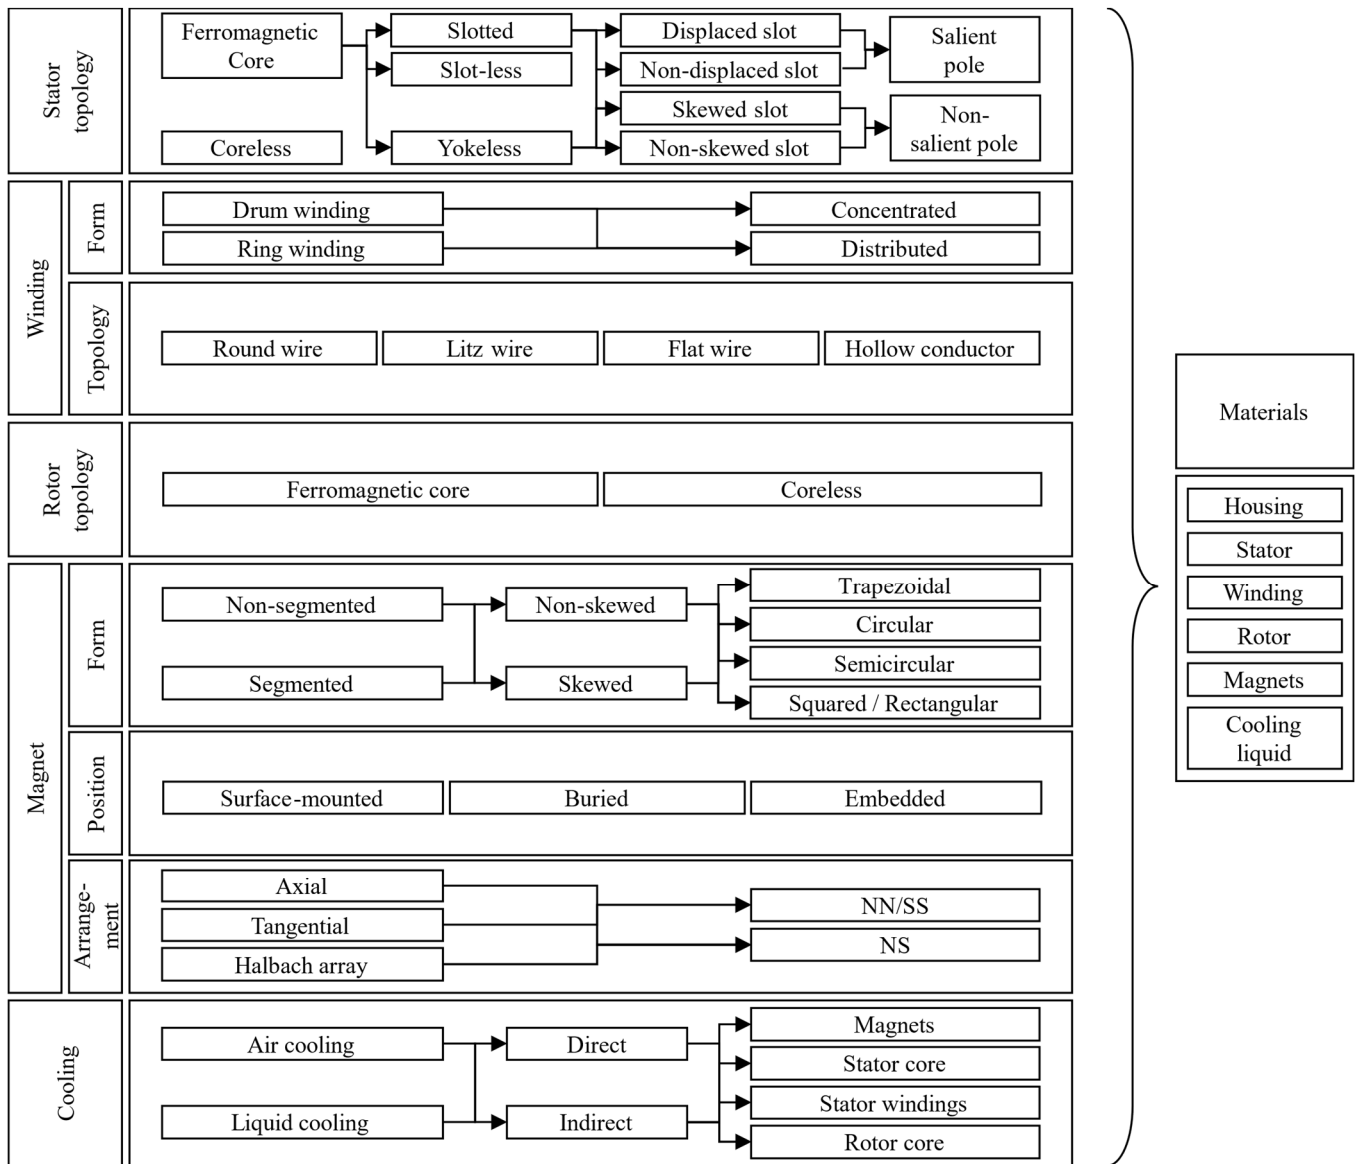 Stator
topology
Ferromagnetic
Core
Coreless
Slotted
Slot-less
Yokeless
Displaced slot
Non-displaced slot
Skewed slot
Non-skewed slot
Salient
pole
Non-
salient pole
Winding
Form
Drum winding
Ring winding
Concentrated
Distributed
Topology
Round wire
Litz wire
Flat wire
Hollow conductor
Rotor
topology
Ferromagnetic core
Coreless
Magnet
Form
Non-segmented
Segmented
Non-skewed
Skewed
Trapezoidal
Circular
Semicircular
Squared / Rectangular
Position
Surface-mounted
Buried
Embedded
Arrange-
ment
Axial
Tangential
Halbach array
NN/SS
NS
Cooling
Air cooling
Liquid cooling
Direct
Indirect
Magnets
Stator core
Stator windings
Rotor core
Materials
Housing
Stator
Winding
Rotor
Magnets
Cooling
liquid